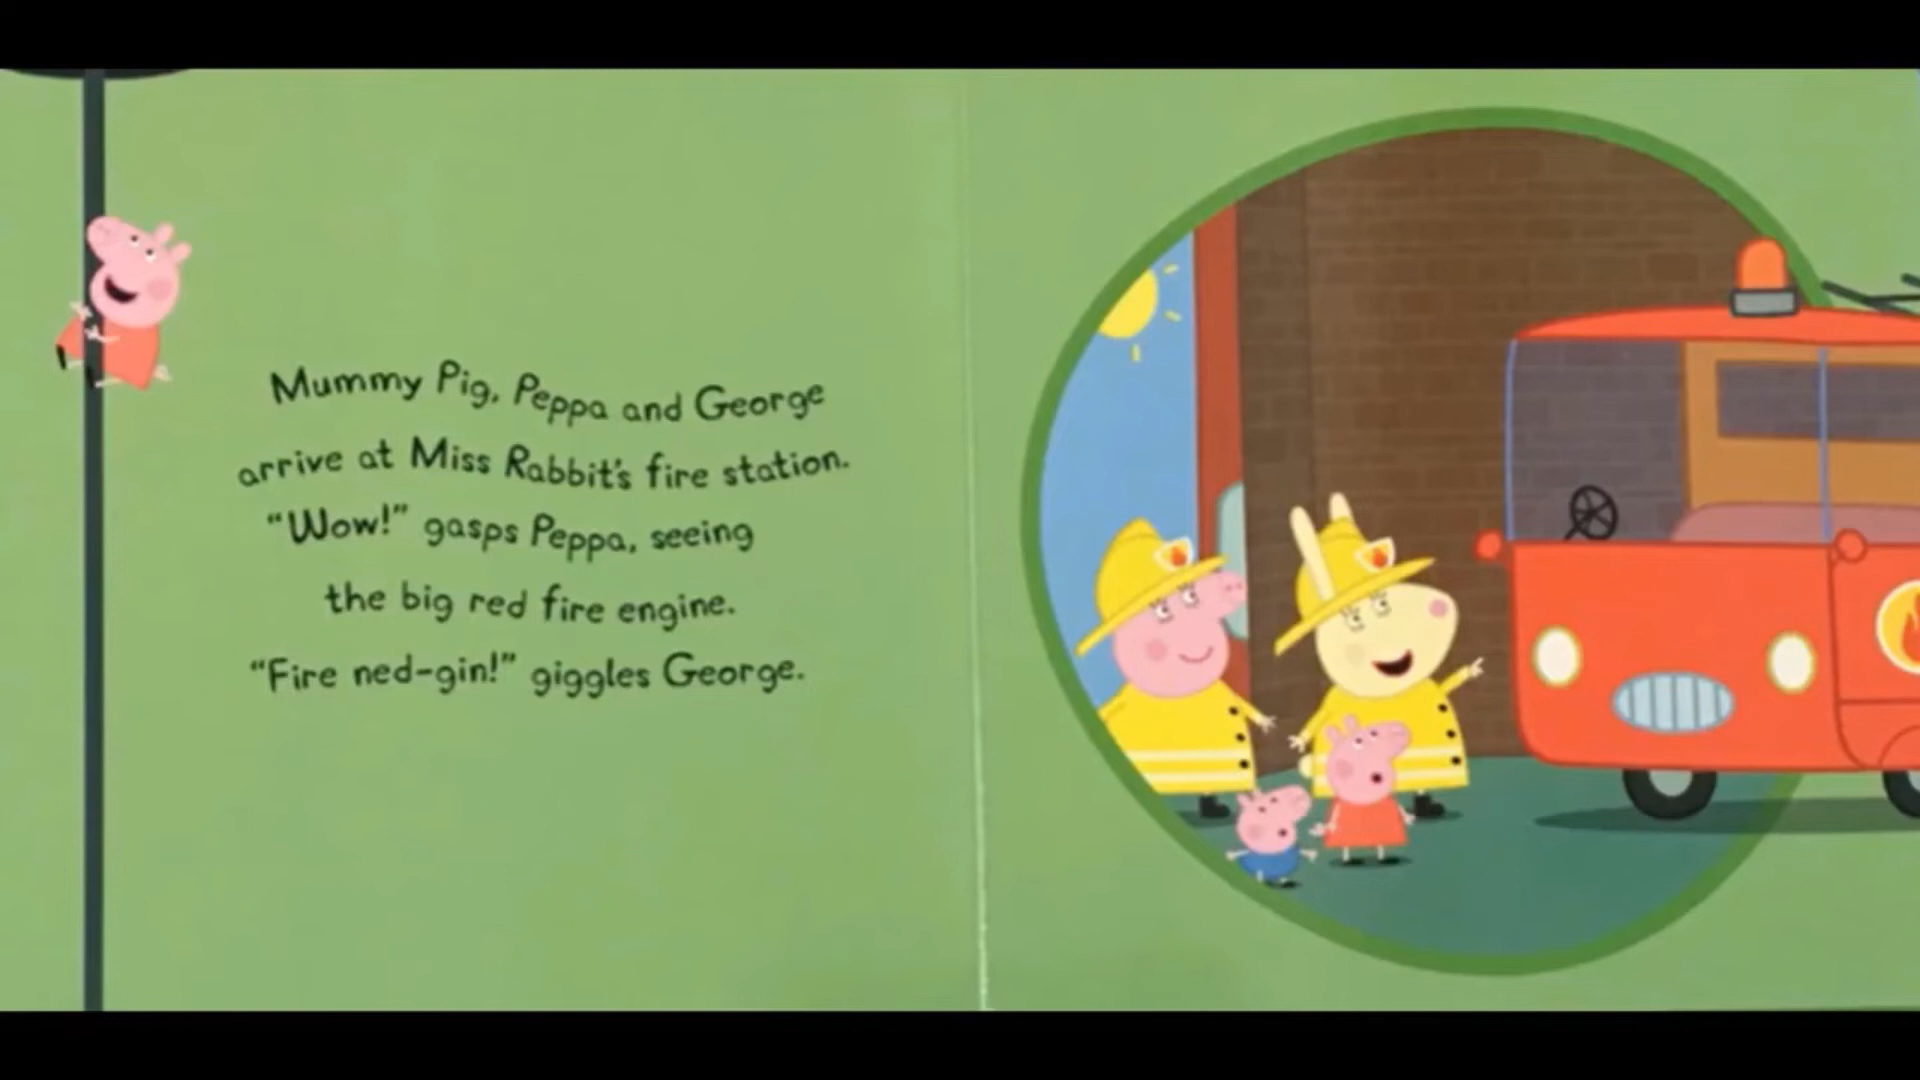 Mummy Pig, Peppa and George
arrive at Miss Rabbit's fire station.
"Wow!" gasps Peppa, seeing
the big red fire engine.
"Fire ned-gin!" giggles George.